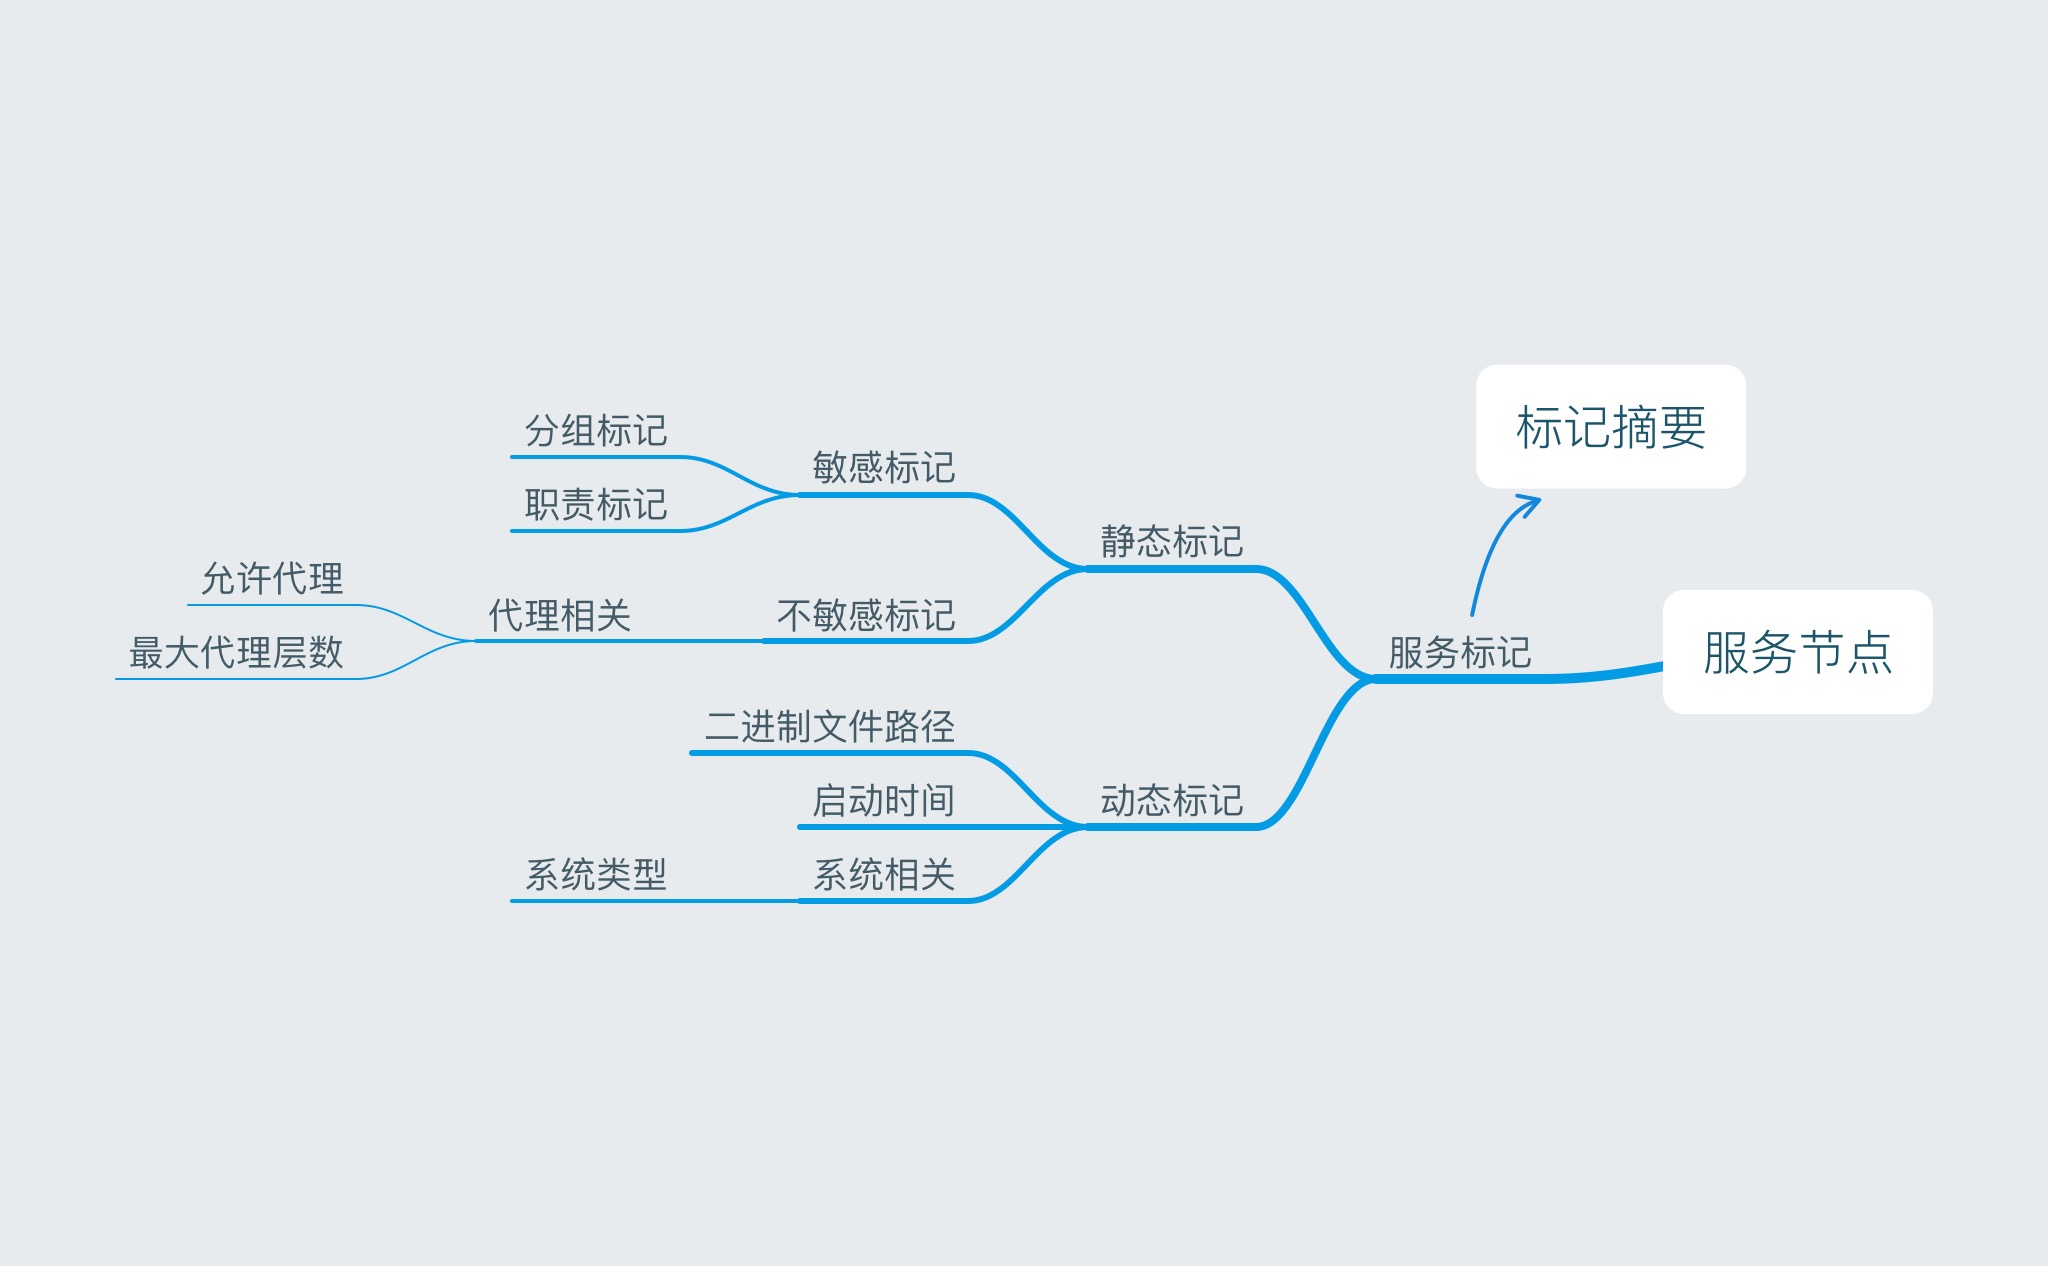 标记摘要
分组标记
敏感标记
职责标记
静态标记
允许代理
代理相关
不敏感标记
最大代理层数
服务标记
服务节点
二进制文件路径
启动时间
动态标记
系统类型
系统相关